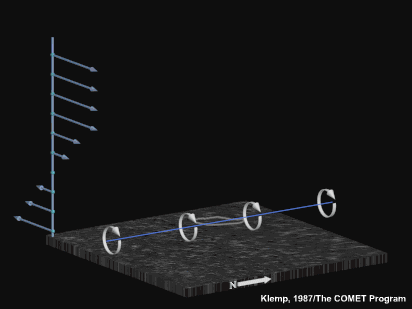 N
Klemp, 1987/The COMET Program